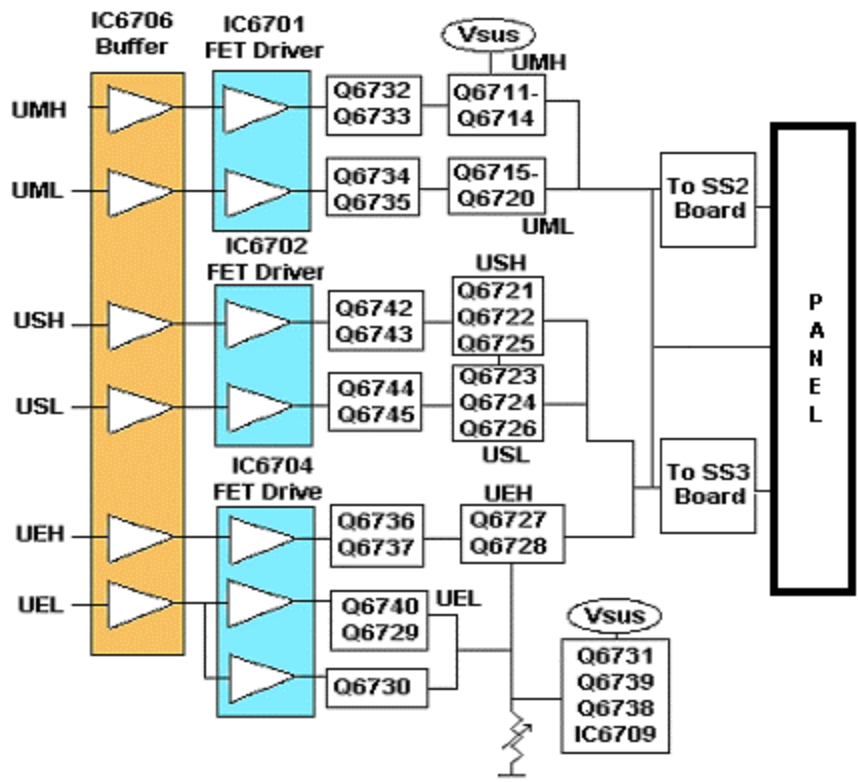 IC6706
Buffer
IC6701
FET Driver
Vsus
UMH
UMH
Q6732
Q6733
Q6711-
Q6714
UML
Q6734
Q6735
Q6715-
Q6720
UML
To SS2
Board
IC6702
FET Driver
USH
USH
Q6742
Q6743
Q6721
Q6722
Q6725
USL
Q6744
Q6745
Q6723
Q6724
Q6726
USL
PANEL
To SS3
Board
IC6704
FET Drive
UEH
UEH
Q6736
Q6737
Q6727
Q6728
UEL
Q6740
Q6729
UEL
Q6730
Vsus
Q6731
Q6739
Q6738
IC6709